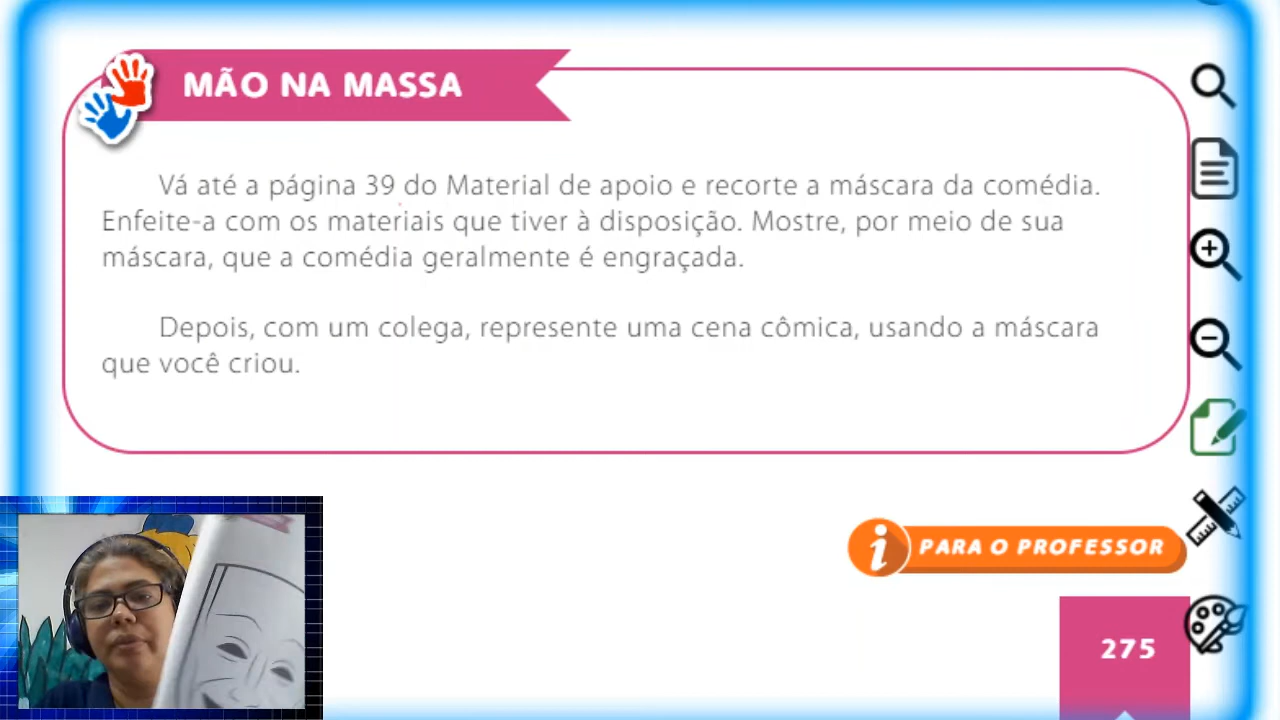 MÃO NA MASSA
Vá até a página 39 do Material de apoio e recorte a máscara da comédia.
Enfeite-a com os materiais que tiver à disposição. Mostre, por meio de sua
máscara, que a comédia geralmente é engraçada.
Depois, com um colega, represente uma cena cômica, usando a máscara
que você criou.
i PARA O PROFESSOR
275